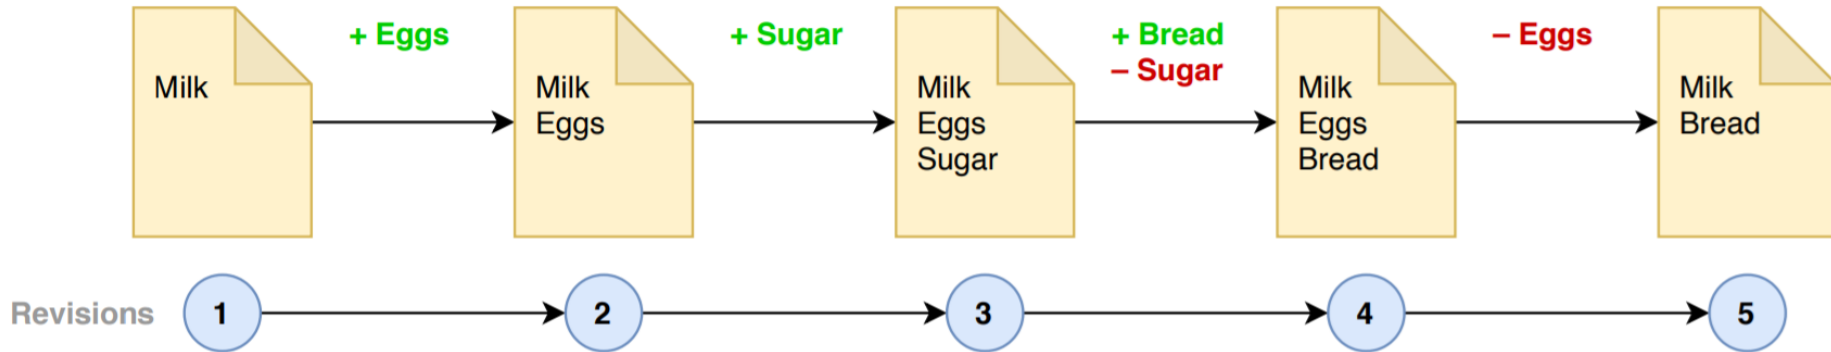 Milk
+ Eggs
Milk
Eggs
+ Sugar
Milk
Eggs
Sugar
+ Bread
– Sugar
Milk
Eggs
Bread
– Eggs
Milk
Bread
Revisions 1 2 3 4 5